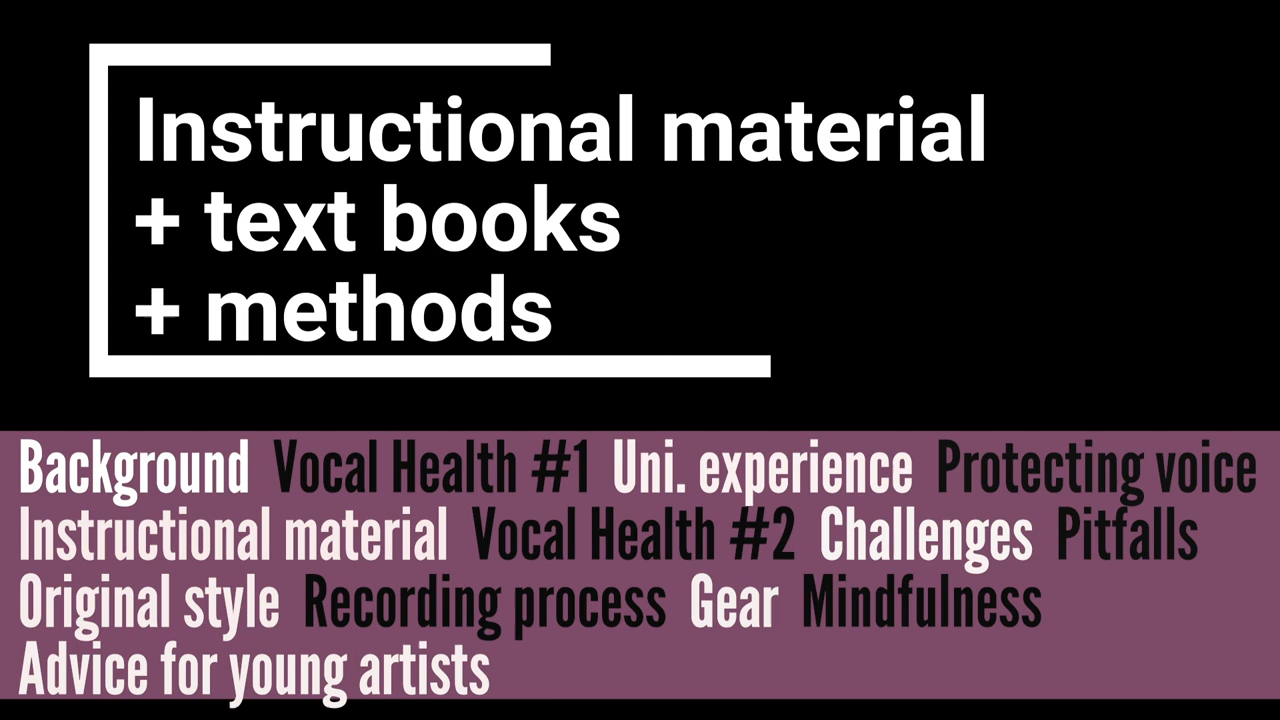 Instructional material
+ text books
+ methods
Background Vocal Health #1 Uni. experience Protecting voice
Instructional material Vocal Health #2 Challenges Pitfalls
Original style Recording process Gear Mindfulness
Advice for young artists